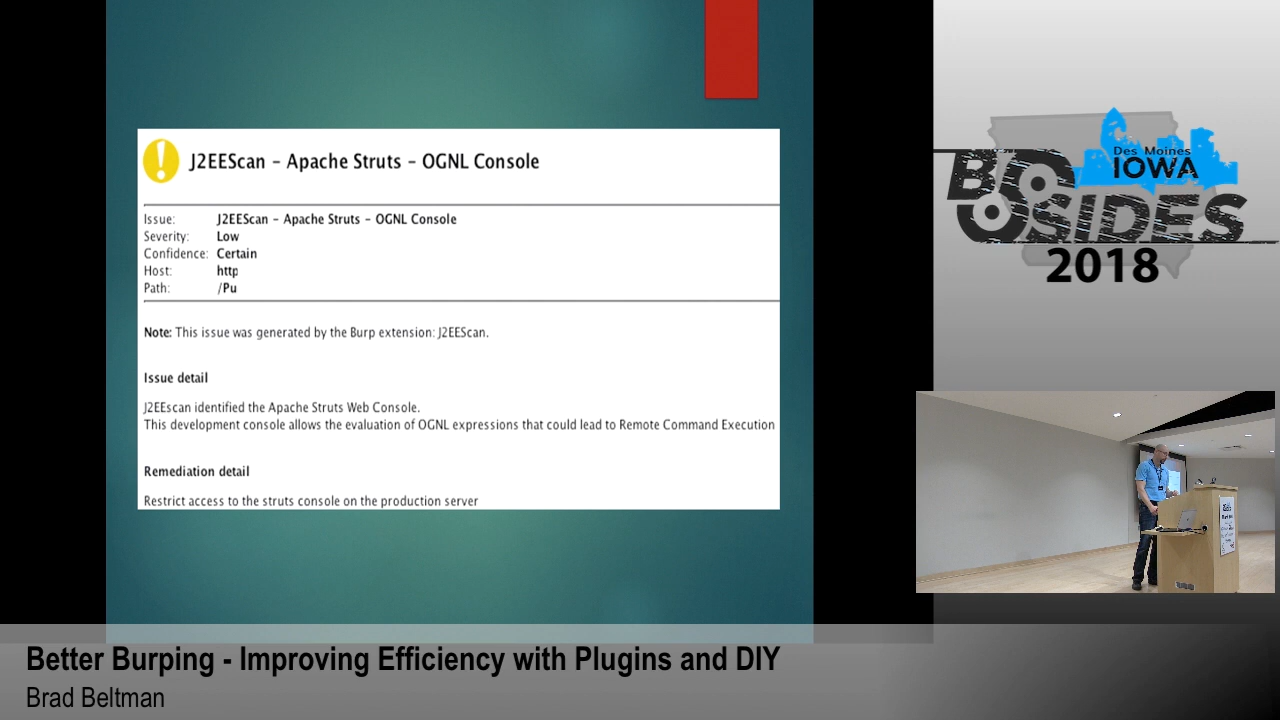 J2EEScan - Apache Struts - OGNL Console
Issue: J2EEScan - Apache Struts - OGNL Console
Severity: Low
Confidence: Certain
Host: http
Path: /Pu
Note: This issue was generated by the Burp extension: J2EEScan.
Issue detail
J2EEscan identified the Apache Struts Web Console.
This development console allows the evaluation of OGNL expressions that could lead to Remote Command Execution
Remediation detail
Restrict access to the struts console on the production server
Des Moines
IOWA
BSIDES
2018
Better Burping - Improving Efficiency with Plugins and DIY
Brad Beltman